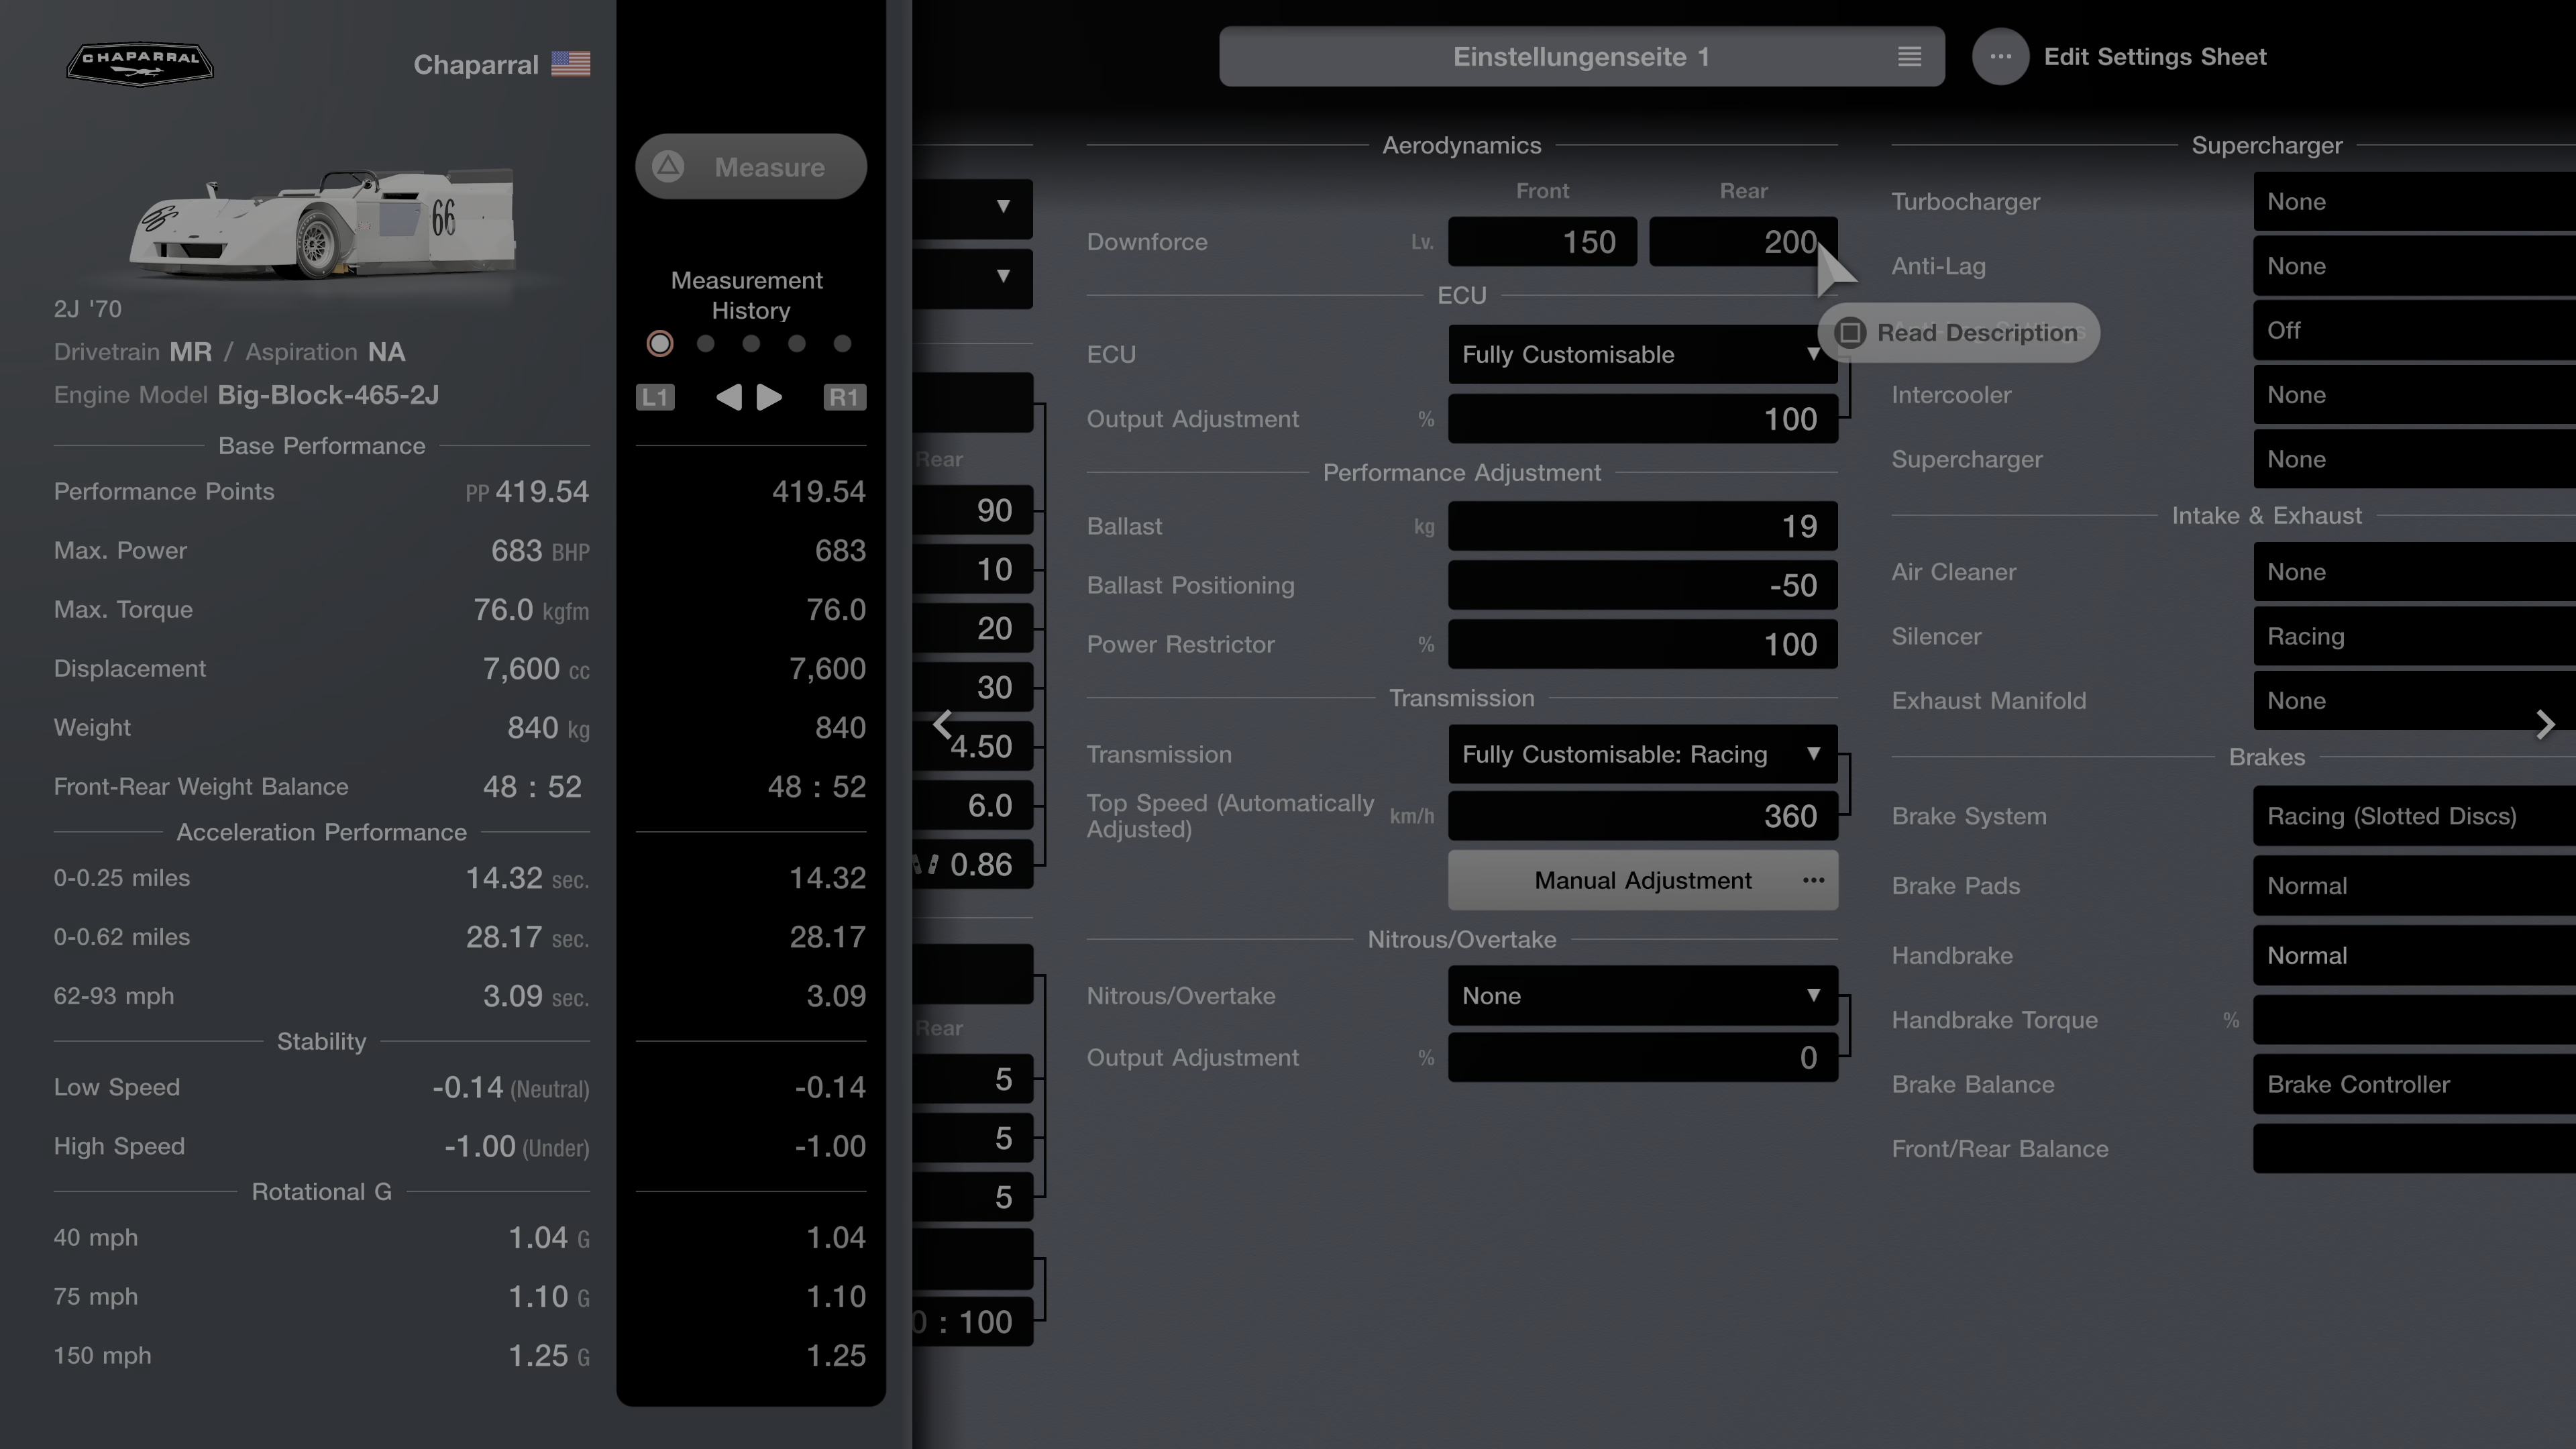 CHAPARRAL
Chaparral
66
2J '70
Drivetrain MR / Aspiration NA
Engine Model Big-Block-465-2J
Base Performance
Performance Points PP 419.54
Max. Power 683 BHP
Max. Torque 76.0 kgfm
Displacement 7,600 cc
Weight 840 kg
Front-Rear Weight Balance 48 : 52
Acceleration Performance
0-0.25 miles 14.32 sec.
0-0.62 miles 28.17 sec.
62-93 mph 3.09 sec.
Stability
Low Speed -0.14 (Neutral)
High Speed -1.00 (Under)
Rotational G
40 mph 1.04 G
75 mph 1.10 G
150 mph 1.25 G
Measure
Measurement
History
L1 R1
419.54
683
76.0
7,600
840
48 : 52
14.32
28.17
3.09
-0.14
-1.00
1.04
1.10
1.25
Rear
90
10
20
30
4.50
6.0
0.86
Rear
5
5
5
0 : 100
Einstellungenseite 1
Edit Settings Sheet
Aerodynamics
Front Rear
Downforce Lv. 150 200
ECU
ECU Fully Customisable
Output Adjustment % 100
Performance Adjustment
Ballast kg 19
Ballast Positioning -50
Power Restrictor % 100
Transmission
Transmission Fully Customisable: Racing
Top Speed (Automatically
Adjusted) km/h 360
Manual Adjustment
Nitrous/Overtake
Nitrous/Overtake None
Output Adjustment % 0
Supercharger
Turbocharger None
Anti-Lag None
Read Description Off
Intercooler None
Supercharger None
Intake & Exhaust
Air Cleaner None
Silencer Racing
Exhaust Manifold None
Brakes
Brake System Racing (Slotted Discs)
Brake Pads Normal
Handbrake Normal
Handbrake Torque %
Brake Balance Brake Controller
Front/Rear Balance